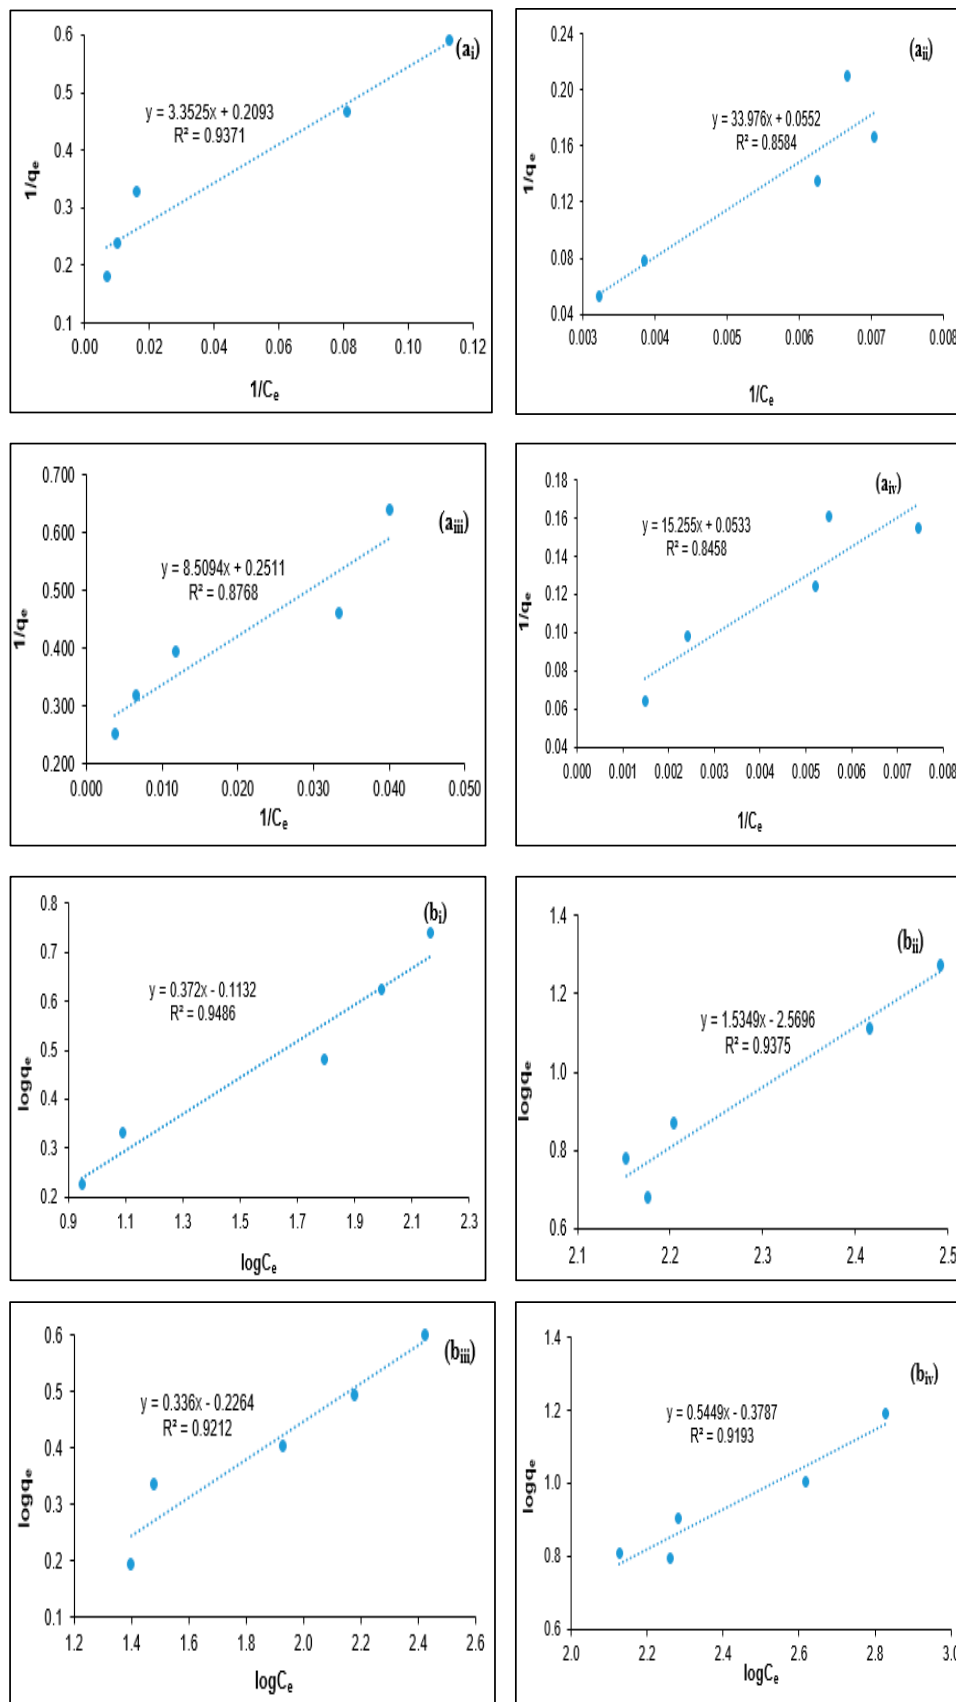 0.6
0.5
0.4
0.3
0.2
0.1
1/qₑ
(aᵢ)
y = 3.3525x + 0.2093
R² = 0.9371
0.00 0.02 0.04 0.06 0.08 0.10 0.12
1/Cₑ
0.24
0.20
0.16
0.12
0.08
0.04
1/qₑ
(aᵢᵢ)
y = 33.976x + 0.0552
R² = 0.8584
0.003 0.004 0.005 0.006 0.007 0.008
1/Cₑ
0.700
0.600
0.500
0.400
0.300
0.200
1/qₑ
(aᵢᵢᵢ)
y = 8.5094x + 0.2511
R² = 0.8768
0.000 0.010 0.020 0.030 0.040 0.050
1/Cₑ
0.18
0.16
0.14
0.12
0.10
0.08
0.06
0.04
1/qₑ
(aᵢᵥ)
y = 15.255x + 0.0533
R² = 0.8458
0.000 0.001 0.002 0.003 0.004 0.005 0.006 0.007 0.008
1/Cₑ
0.8
0.7
0.6
0.5
0.4
0.3
0.2
logqₑ
(bᵢ)
y = 0.372x - 0.1132
R² = 0.9486
0.9 1.1 1.3 1.5 1.7 1.9 2.1 2.3
logCₑ
1.4
1.2
1.0
0.8
0.6
logqₑ
(bᵢᵢ)
y = 1.5349x - 2.5696
R² = 0.9375
2.1 2.2 2.3 2.4 2.5
0.6
0.5
0.4
0.3
0.2
0.1
logqₑ
(bᵢᵢᵢ)
y = 0.336x - 0.2264
R² = 0.9212
1.2 1.4 1.6 1.8 2.0 2.2 2.4 2.6
logCₑ
1.4
1.2
1.0
0.8
0.6
logqₑ
(bᵢᵥ)
y = 0.5449x - 0.3787
R² = 0.9193
2.0 2.2 2.4 2.6 2.8 3.0
logCₑ